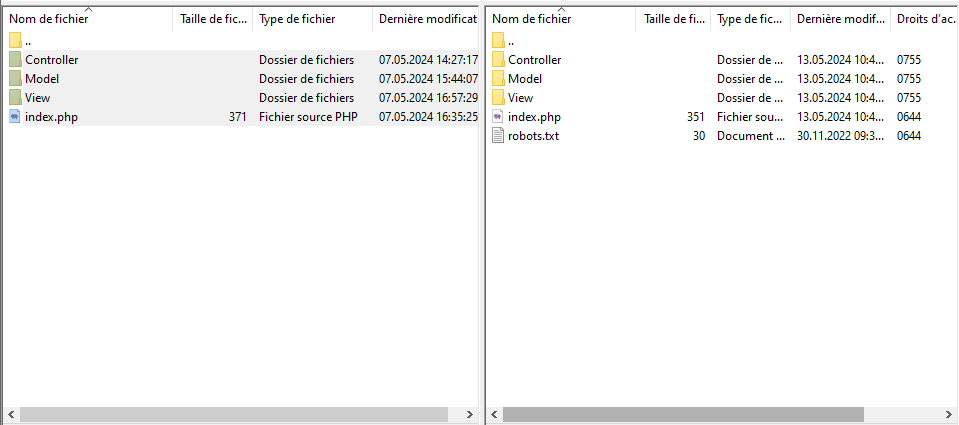 Nom de fichier Taille de fic... Type de fichier Dernière modificat
..
Controller Dossier de fichiers 07.05.2024 14:27:17
Model Dossier de fichiers 07.05.2024 15:44:07
View Dossier de fichiers 07.05.2024 16:57:29
index.php 371 Fichier source PHP 07.05.2024 16:35:25
Nom de fichier Taille de fi... Type de fic... Dernière modif... Droits d'ac...
..
Controller Dossier de ... 13.05.2024 10:4... 0755
Model Dossier de ... 13.05.2024 10:4... 0755
View Dossier de ... 13.05.2024 10:4... 0755
index.php 351 Fichier sou... 13.05.2024 10:4... 0644
robots.txt 30 Document ... 30.11.2022 09:3... 0644